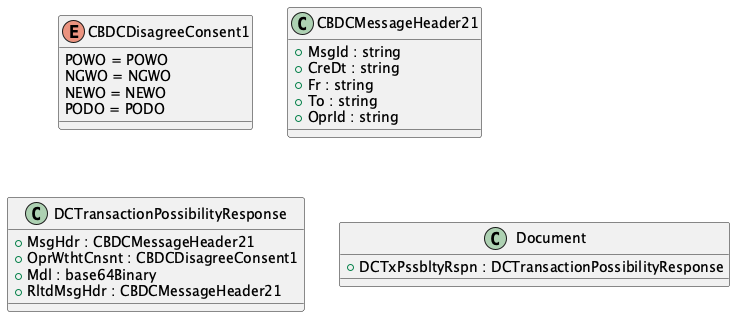 E CBDCDisagreeConsent1
POWO = POWO
NGWO = NGWO
NEWO = NEWO
PODO = PODO
C CBDCMessageHeader21
MsgId : string
CreDt : string
Fr : string
To : string
OprId : string
C DCTransactionPossibilityResponse
MsgHdr : CBDCMessageHeader21
OprWthtCnsnt : CBDCDisagreeConsent1
Mdl : base64Binary
RltdMsgHdr : CBDCMessageHeader21
C Document
DCTxPssbltyRspn : DCTransactionPossibilityResponse